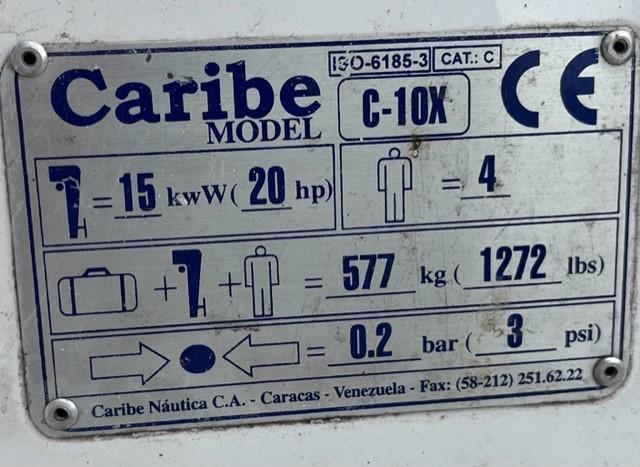 ISO-6185-3 CAT.: C
Caribe
MODEL C-10X CE
= 15 kwW ( 20 hp)
= 4
+ + = 577 kg ( 1272 lbs)
= 0.2 bar ( 3 psi)
Caribe Náutica C.A. - Caracas - Venezuela - Fax: (58-212) 251.62.22